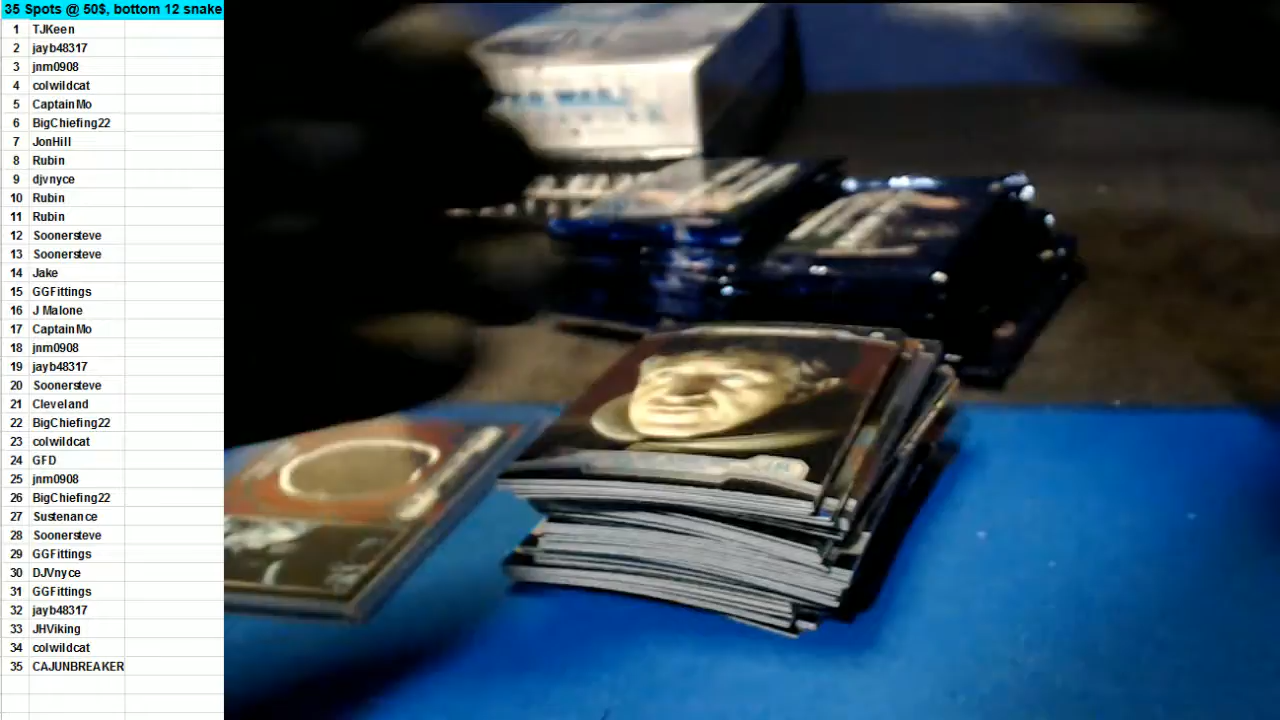 35 Spots @ 50$, bottom 12 snake
1 TJKeen
2 jayb48317
3 jnm0908
4 colwildcat
5 CaptainMo
6 BigChiefing22
7 JonHill
8 Rubin
9 djvnyce
10 Rubin
11 Rubin
12 Soonersteve
13 Soonersteve
14 Jake
15 GGFittings
16 J Malone
17 CaptainMo
18 jnm0908
19 jayb48317
20 Soonersteve
21 Cleveland
22 BigChiefing22
23 colwildcat
24 GFD
25 jnm0908
26 BigChiefing22
27 Sustenance
28 Soonersteve
29 GGFittings
30 DJVnyce
31 GGFittings
32 jayb48317
33 JHViking
34 colwildcat
35 CAJUNBREAKER